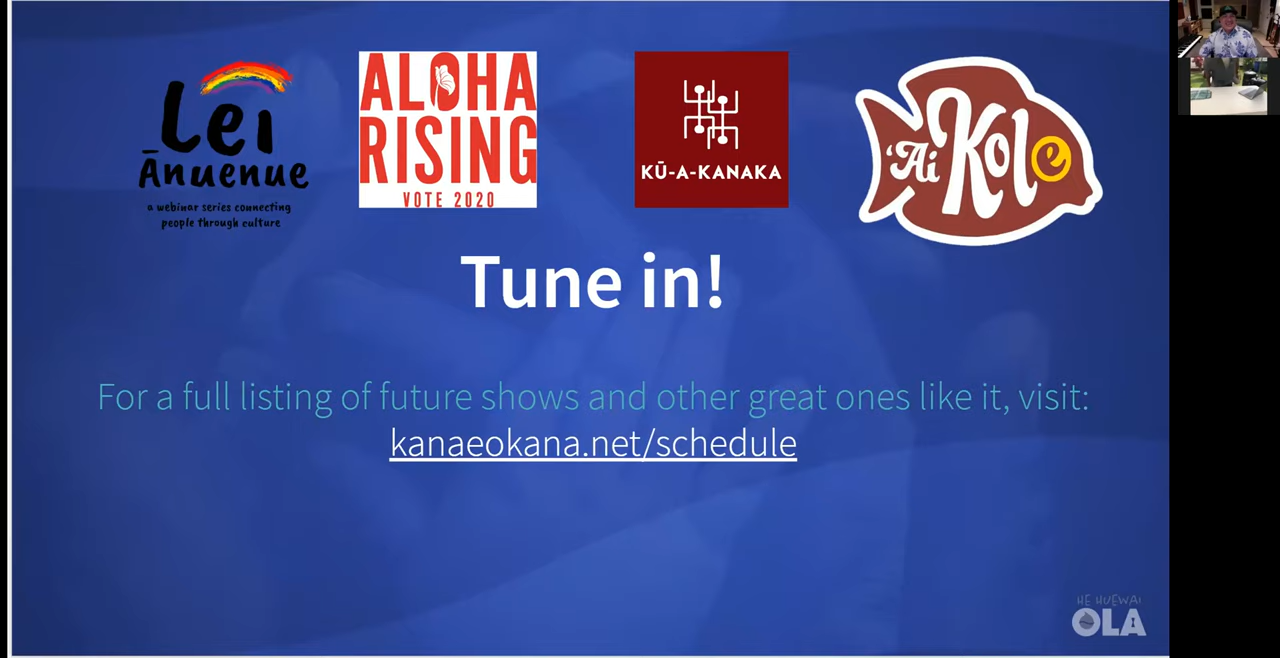 Lei
Ānuenue
a webinar series connecting
people through culture
ALOHA
RISING
VOTE 2020
KŪ-A-KANAKA
ʻAi Kole
Tune in!
For a full listing of future shows and other great ones like it, visit:
kanaeokana.net/schedule
HE HUEWAI
OLA